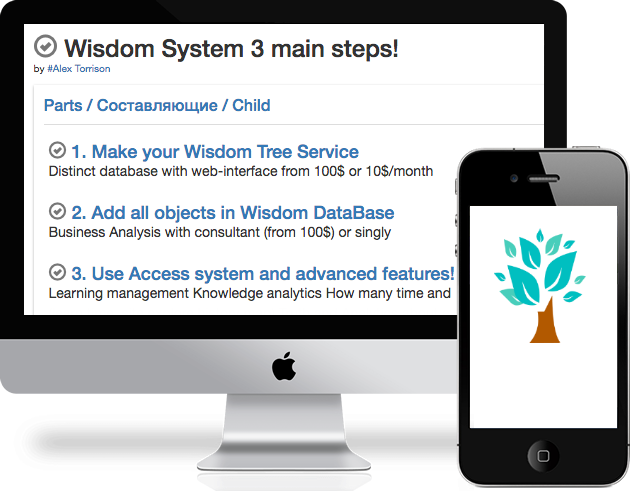 Wisdom System 3 main steps!
by #Alex Torrison
Parts / Составляющие / Child
1. Make your Wisdom Tree Service
Distinct database with web-interface from 100$ or 10$/month
2. Add all objects in Wisdom DataBase
Business Analysis with consultant (from 100$) or singly
3. Use Access system and advanced features!
Learning management Knowledge analytics How many time and